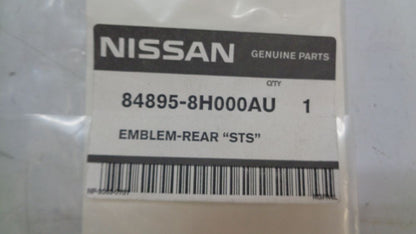 NISSAN GENUINE PARTS
QTY
84895-8H000AU 1
EMBLEM-REAR “STS”